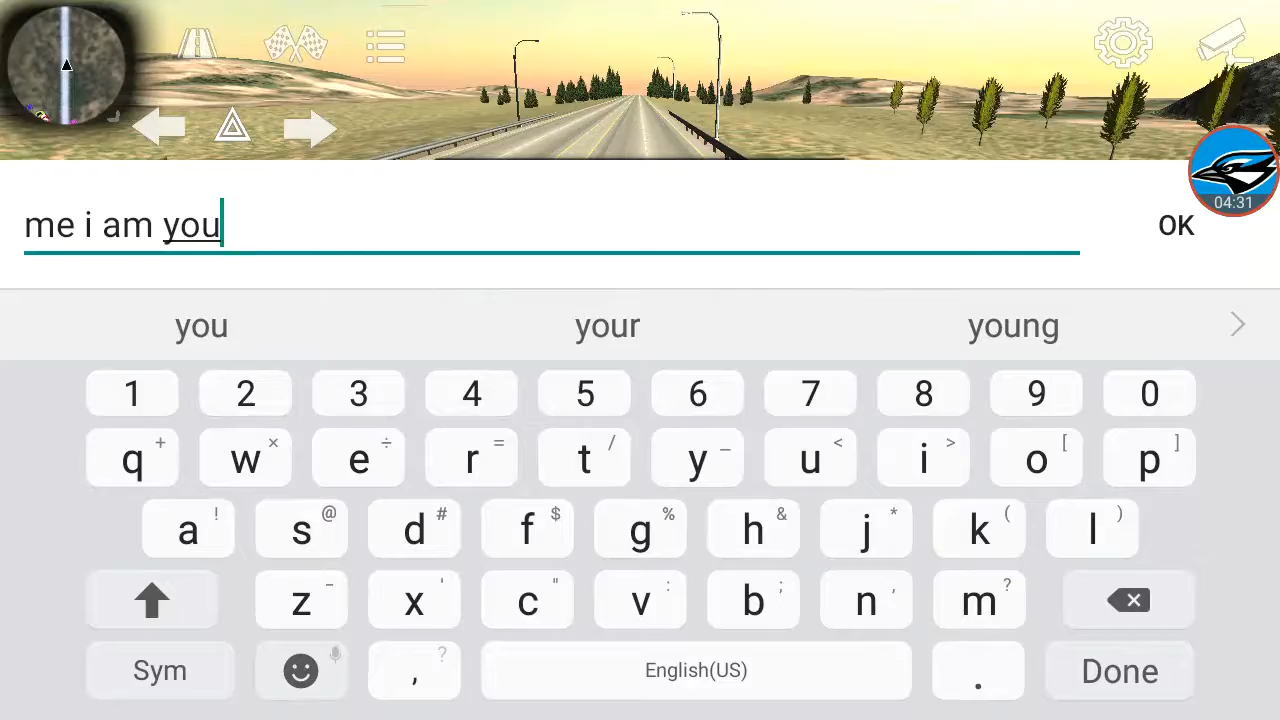 04:31
me i am you
OK
you your young
1 2 3 4 5 6 7 8 9 0
q + w × e ÷ r = t / y _ u < i > o [ p ]
a ! s @ d # f $ g % h & j * k ( l )
z - x ' c " v : b ; n , m ?
Sym , ? English(US) . Done